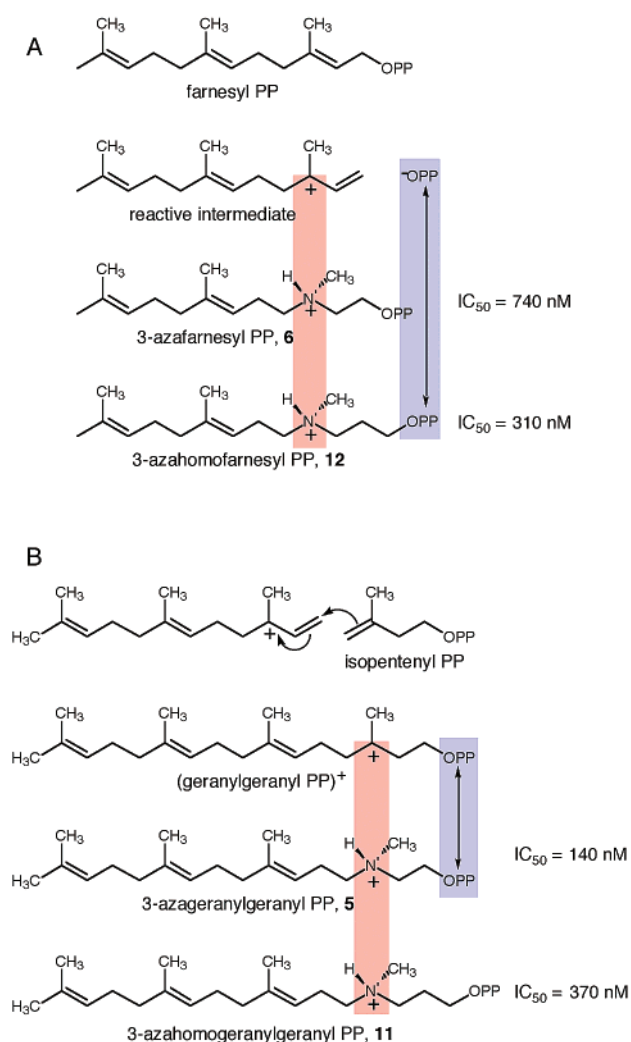 A
CH₃ CH₃ CH₃
OPP
farnesyl PP
CH₃ CH₃ CH₃
+ ⁻OPP
reactive intermediate
CH₃ CH₃ H CH₃
N
+ OPP IC₅₀ = 740 nM
3-azafarnesyl PP, 6
CH₃ CH₃ H CH₃
N OPP IC₅₀ = 310 nM
+
3-azahomofarnesyl PP, 12
B
CH₃ CH₃ CH₃ CH₃
H₃C + OPP
isopentenyl PP
CH₃ CH₃ CH₃ CH₃
H₃C + OPP
(geranylgeranyl PP)⁺
CH₃ CH₃ CH₃ H CH₃
H₃C N OPP IC₅₀ = 140 nM
+
3-azageranylgeranyl PP, 5
CH₃ CH₃ CH₃ H CH₃
H₃C N OPP IC₅₀ = 370 nM
+
3-azahomogeranylgeranyl PP, 11